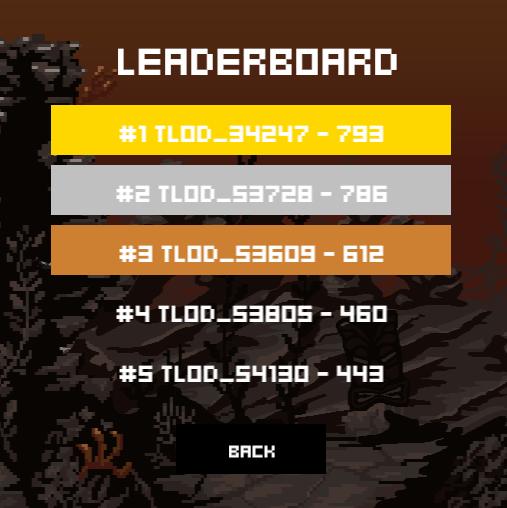 LEADERBOARD
#1 TLOD_34247 - 793
#2 TLOD_53728 - 786
#3 TLOD_53609 - 612
#4 TLOD_53805 - 460
#5 TLOD_54130 - 443
BACK